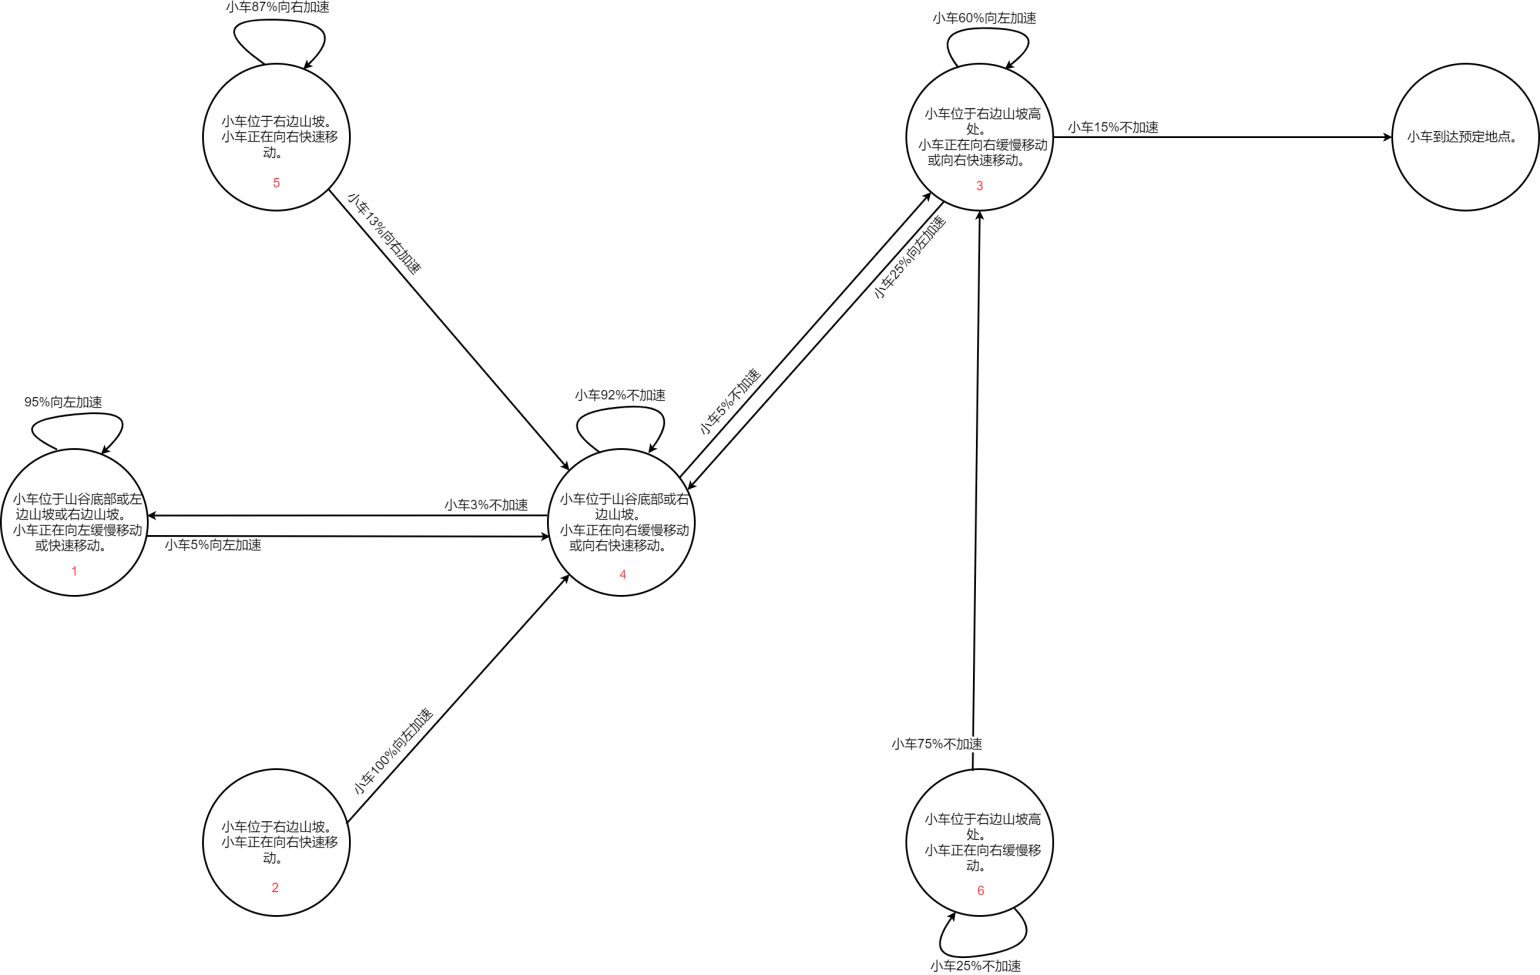 小车87%向右加速
小车位于右边山坡。
小车正在向右快速移
动。
5
小车13%向右加速
小车60%向左加速
小车位于右边山坡高
处。
小车正在向右缓慢移动
或向右快速移动。
3
小车15%不加速
小车到达预定地点。
小车25%向左加速
小车5%不加速
95%向左加速
小车位于山谷底部或左
边山坡或右边山坡。
小车正在向左缓慢移动
或快速移动。
1
小车3%不加速
小车5%向左加速
小车92%不加速
小车位于山谷底部或右
边山坡。
小车正在向右缓慢移动
或向右快速移动。
4
小车100%向左加速
小车位于右边山坡。
小车正在向右快速移
动。
2
小车75%不加速
小车位于右边山坡高
处。
小车正在向右缓慢移
动。
6
小车25%不加速